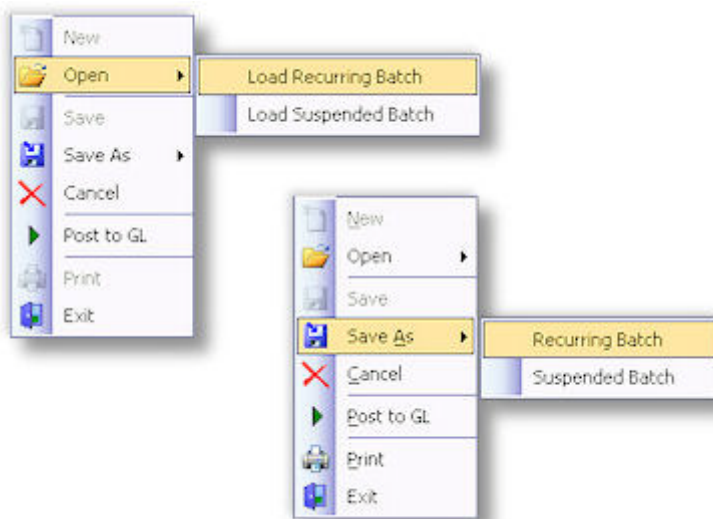 New
Open
Load Recurring Batch
Load Suspended Batch
Save
Save As
Cancel
Post to GL
Print
Exit
New
Open
Save
Save As
Recurring Batch
Suspended Batch
Cancel
Post to GL
Print
Exit